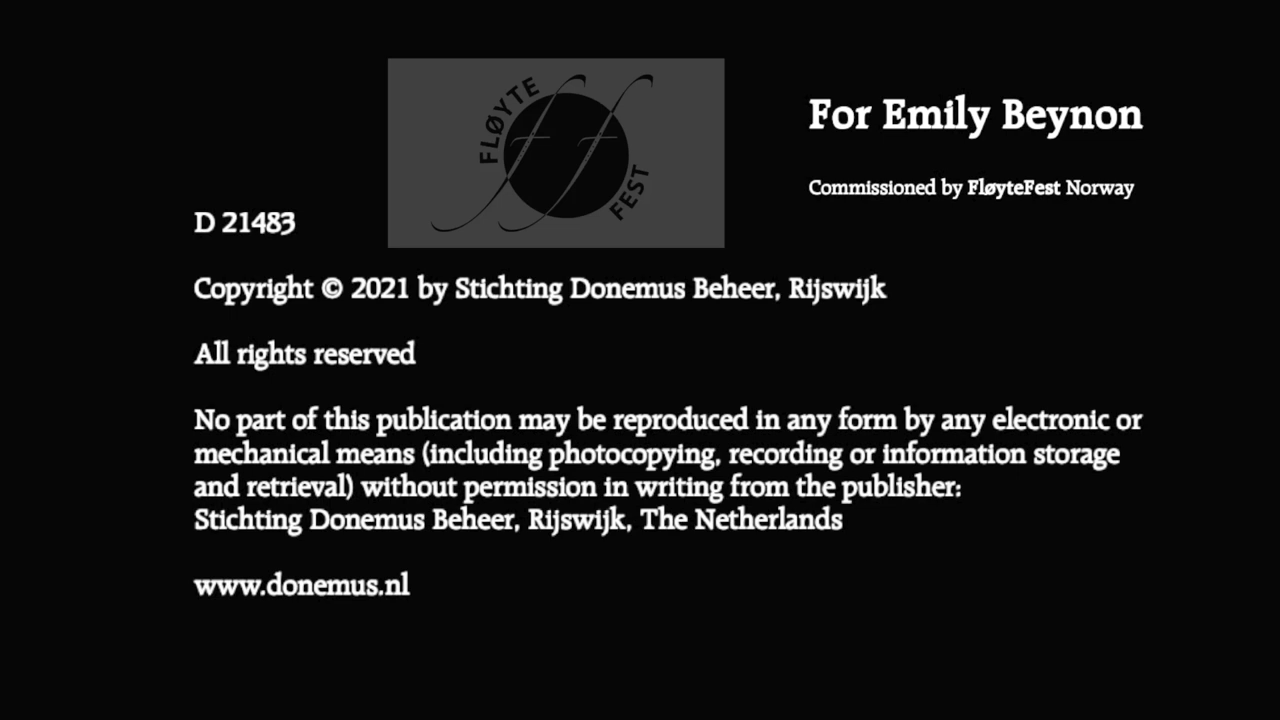 FLØYTE
FEST
For Emily Beynon
Commissioned by FløyteFest Norway
D 21483
Copyright © 2021 by Stichting Donemus Beheer, Rijswijk
All rights reserved
No part of this publication may be reproduced in any form by any electronic or
mechanical means (including photocopying, recording or information storage
and retrieval) without permission in writing from the publisher:
Stichting Donemus Beheer, Rijswijk, The Netherlands
www.donemus.nl